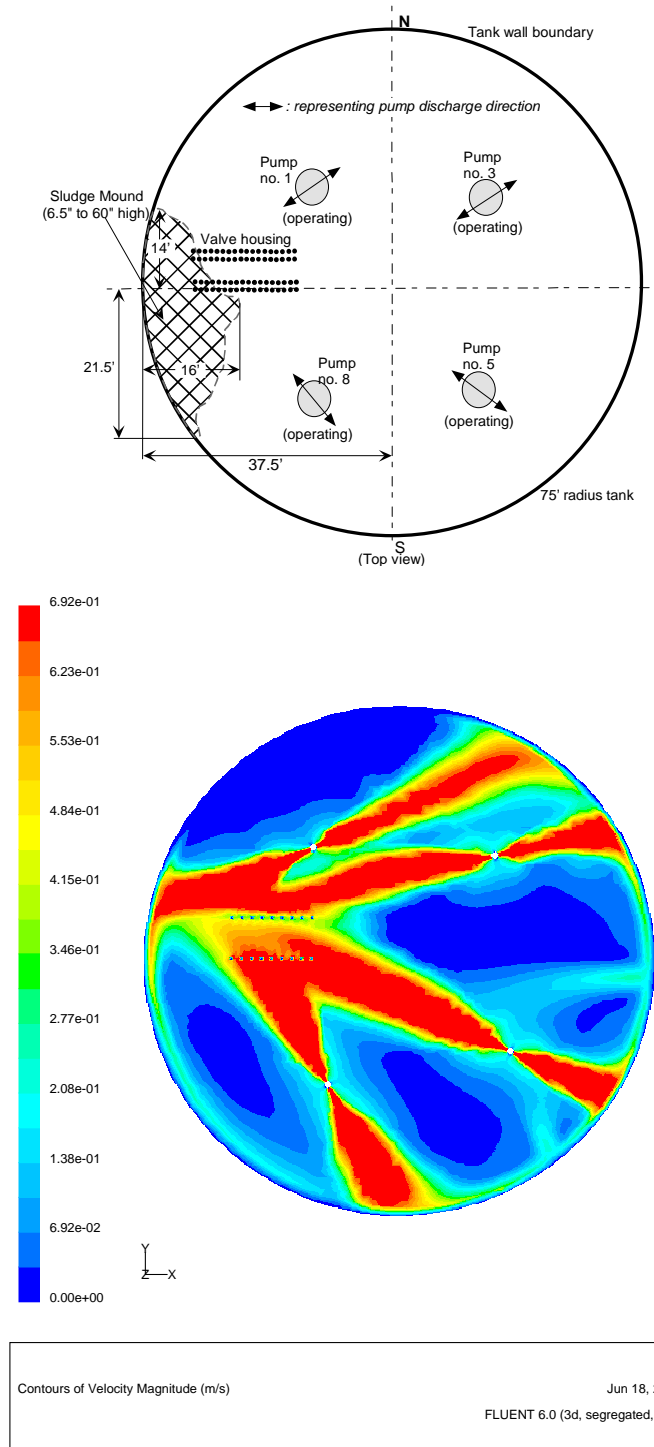 N
Tank wall boundary
: representing pump discharge direction
Pump
no. 1
(operating)
Pump
no. 3
(operating)
Sludge Mound
(6.5" to 60" high)
14'
Valve housing
21.5'
16'
Pump
no. 8
(operating)
Pump
no. 5
(operating)
37.5'
75' radius tank
S
(Top view)
6.92e-01
6.23e-01
5.53e-01
4.84e-01
4.15e-01
3.46e-01
2.77e-01
2.08e-01
1.38e-01
6.92e-02
0.00e+00
Y
Z
X
Contours of Velocity Magnitude (m/s)
Jun 18,
FLUENT 6.0 (3d, segregated,